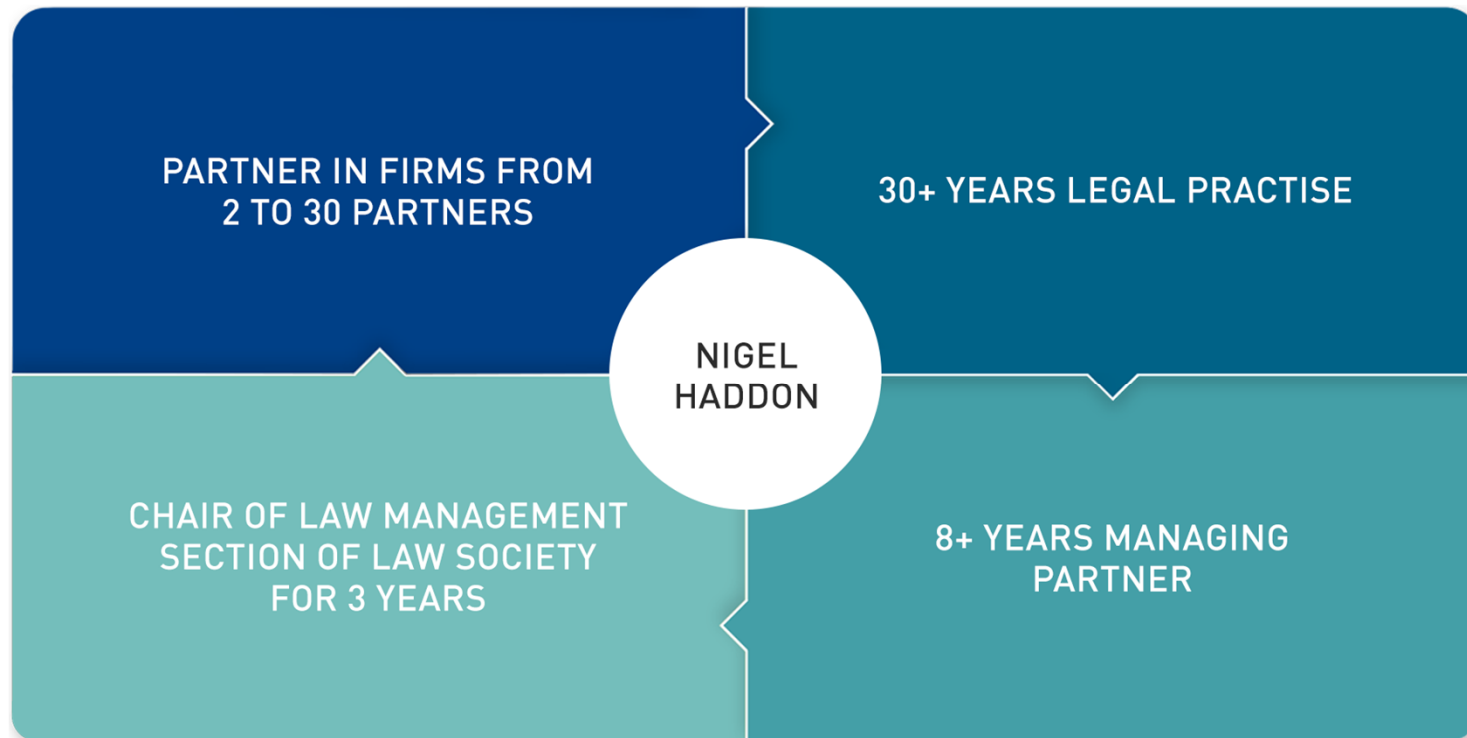 PARTNER IN FIRMS FROM
2 TO 30 PARTNERS
30+ YEARS LEGAL PRACTISE
NIGEL
HADDON
CHAIR OF LAW MANAGEMENT
SECTION OF LAW SOCIETY
FOR 3 YEARS
8+ YEARS MANAGING
PARTNER